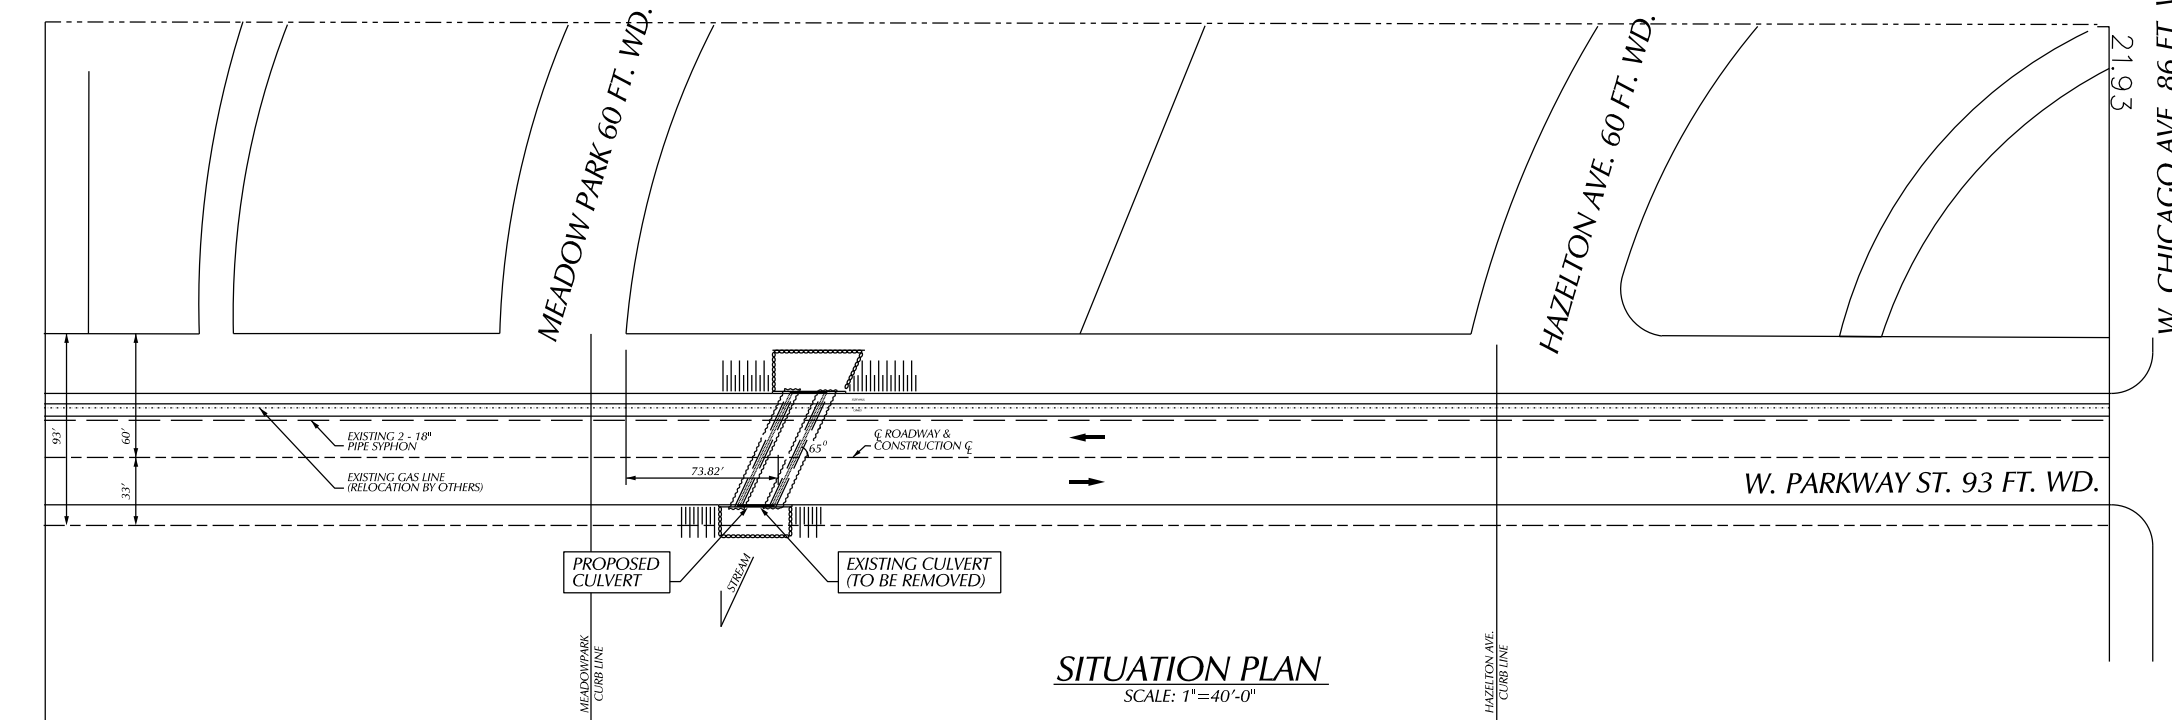 MEADOW PARK 60 FT. WD.
HAZELTON AVE. 60 FT. WD.
21.93
W. CHICAGO AVE. 86 FT.
93'
60'
33'
EXISTING 2 - 18"
PIPE SYPHON
EXISTING GAS LINE
(RELOCATION BY OTHERS)
73.82'
65°
℄ ROADWAY &
CONSTRUCTION ℄
W. PARKWAY ST. 93 FT. WD.
PROPOSED
CULVERT
STREAM
EXISTING CULVERT
(TO BE REMOVED)
MEADOWPARK
CURB LINE
HAZELTON AVE.
CURB LINE
SITUATION PLAN
SCALE: 1"=40'-0"